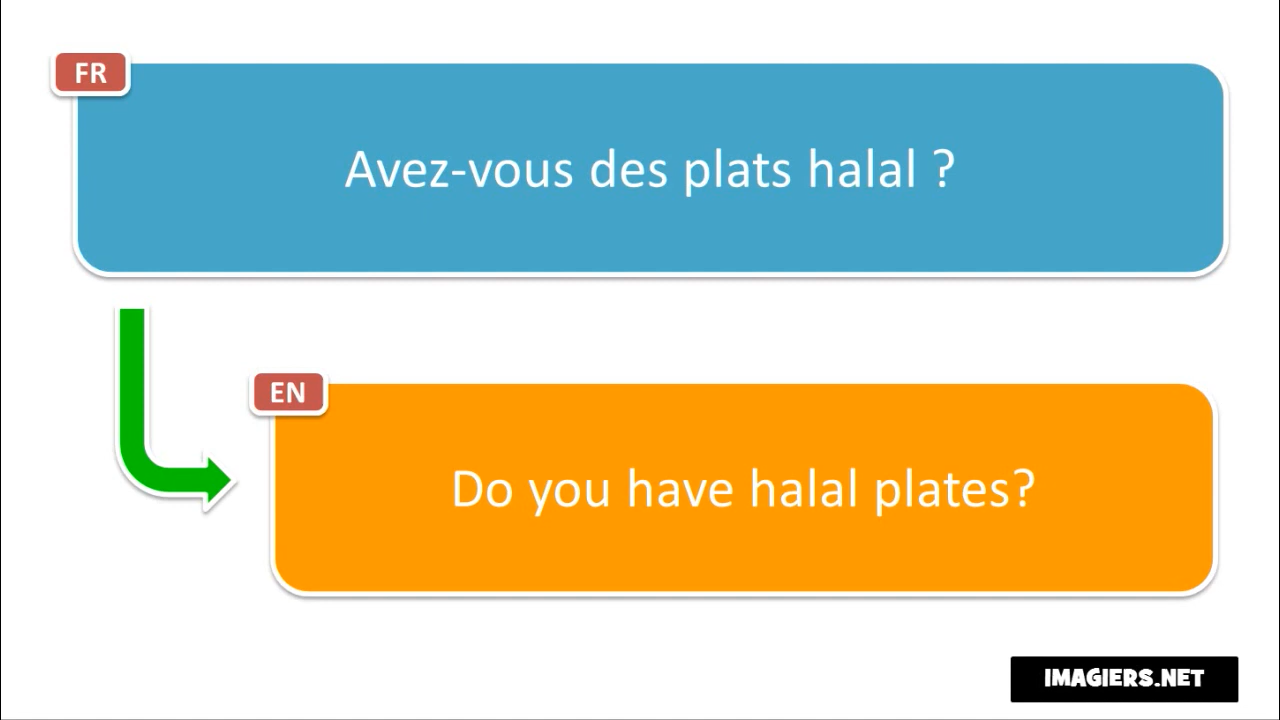 FR
Avez-vous des plats halal ?
EN
Do you have halal plates?
IMAGIERS.NET